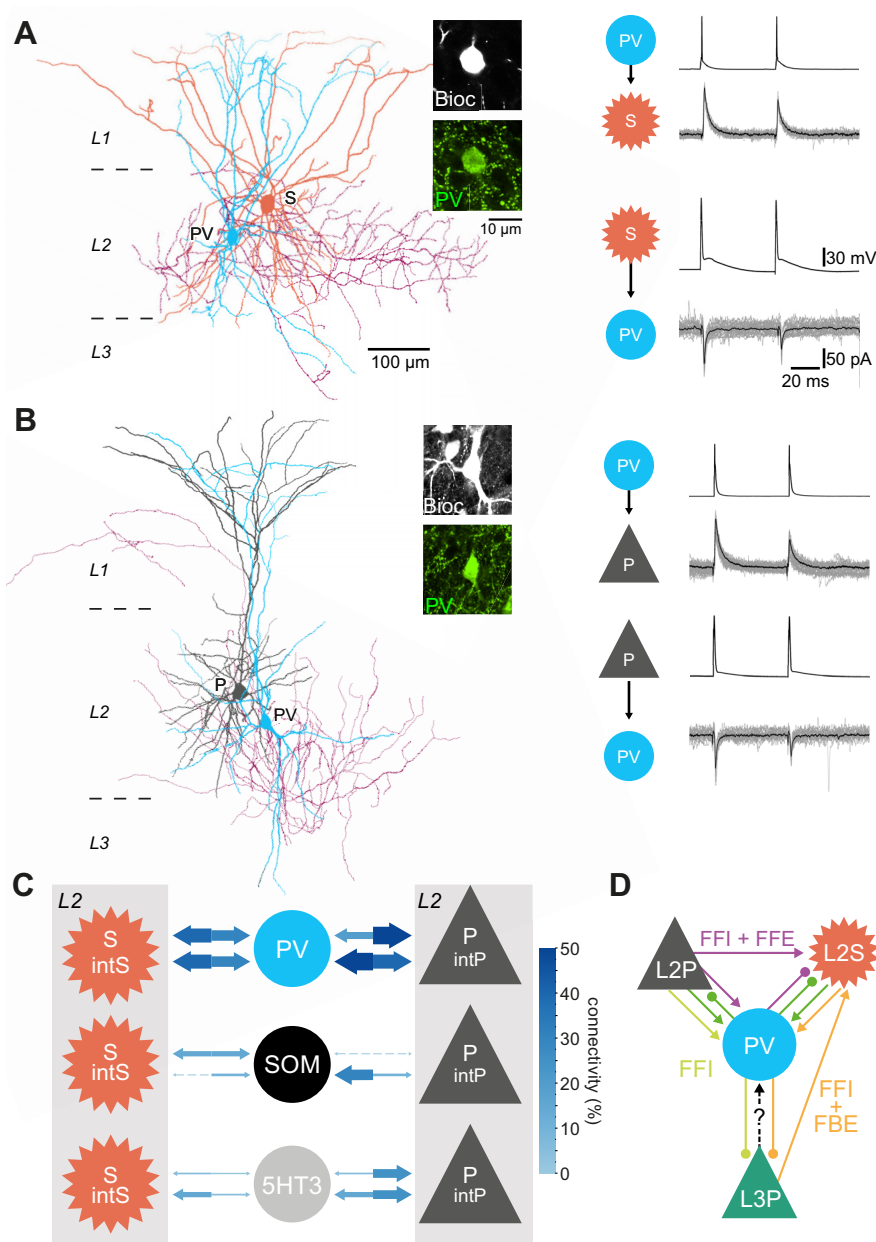 A
Bioc
PV
10 µm
L1
L2
L3
S
PV
100 µm
PV
S
S
30 mV
PV
50 pA
20 ms
B
Bioc
PV
L1
L2
L3
P
PV
PV
P
P
PV
C
L2
L2
S
intS
PV
P
intP
S
intS
SOM
P
intP
S
intS
5HT3
P
intP
50
40
30
20
10
0
connectivity (%)
D
FFI + FFE
L2P
L2S
PV
FFI
FFI
+
FBE
?
L3P